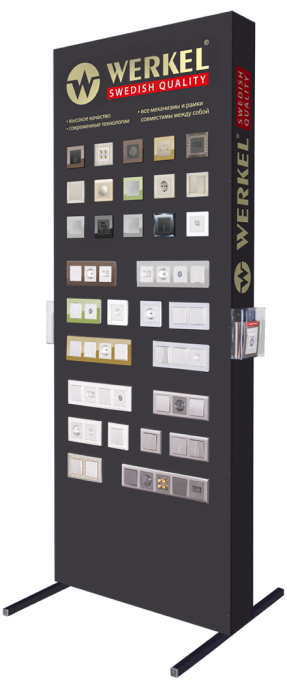 WERKEL®
SWEDISH QUALITY
• высокое качество
• современные технологии
• все механизмы и рамки
совместимы между собой
WERKEL®
SWEDISH
QUALITY